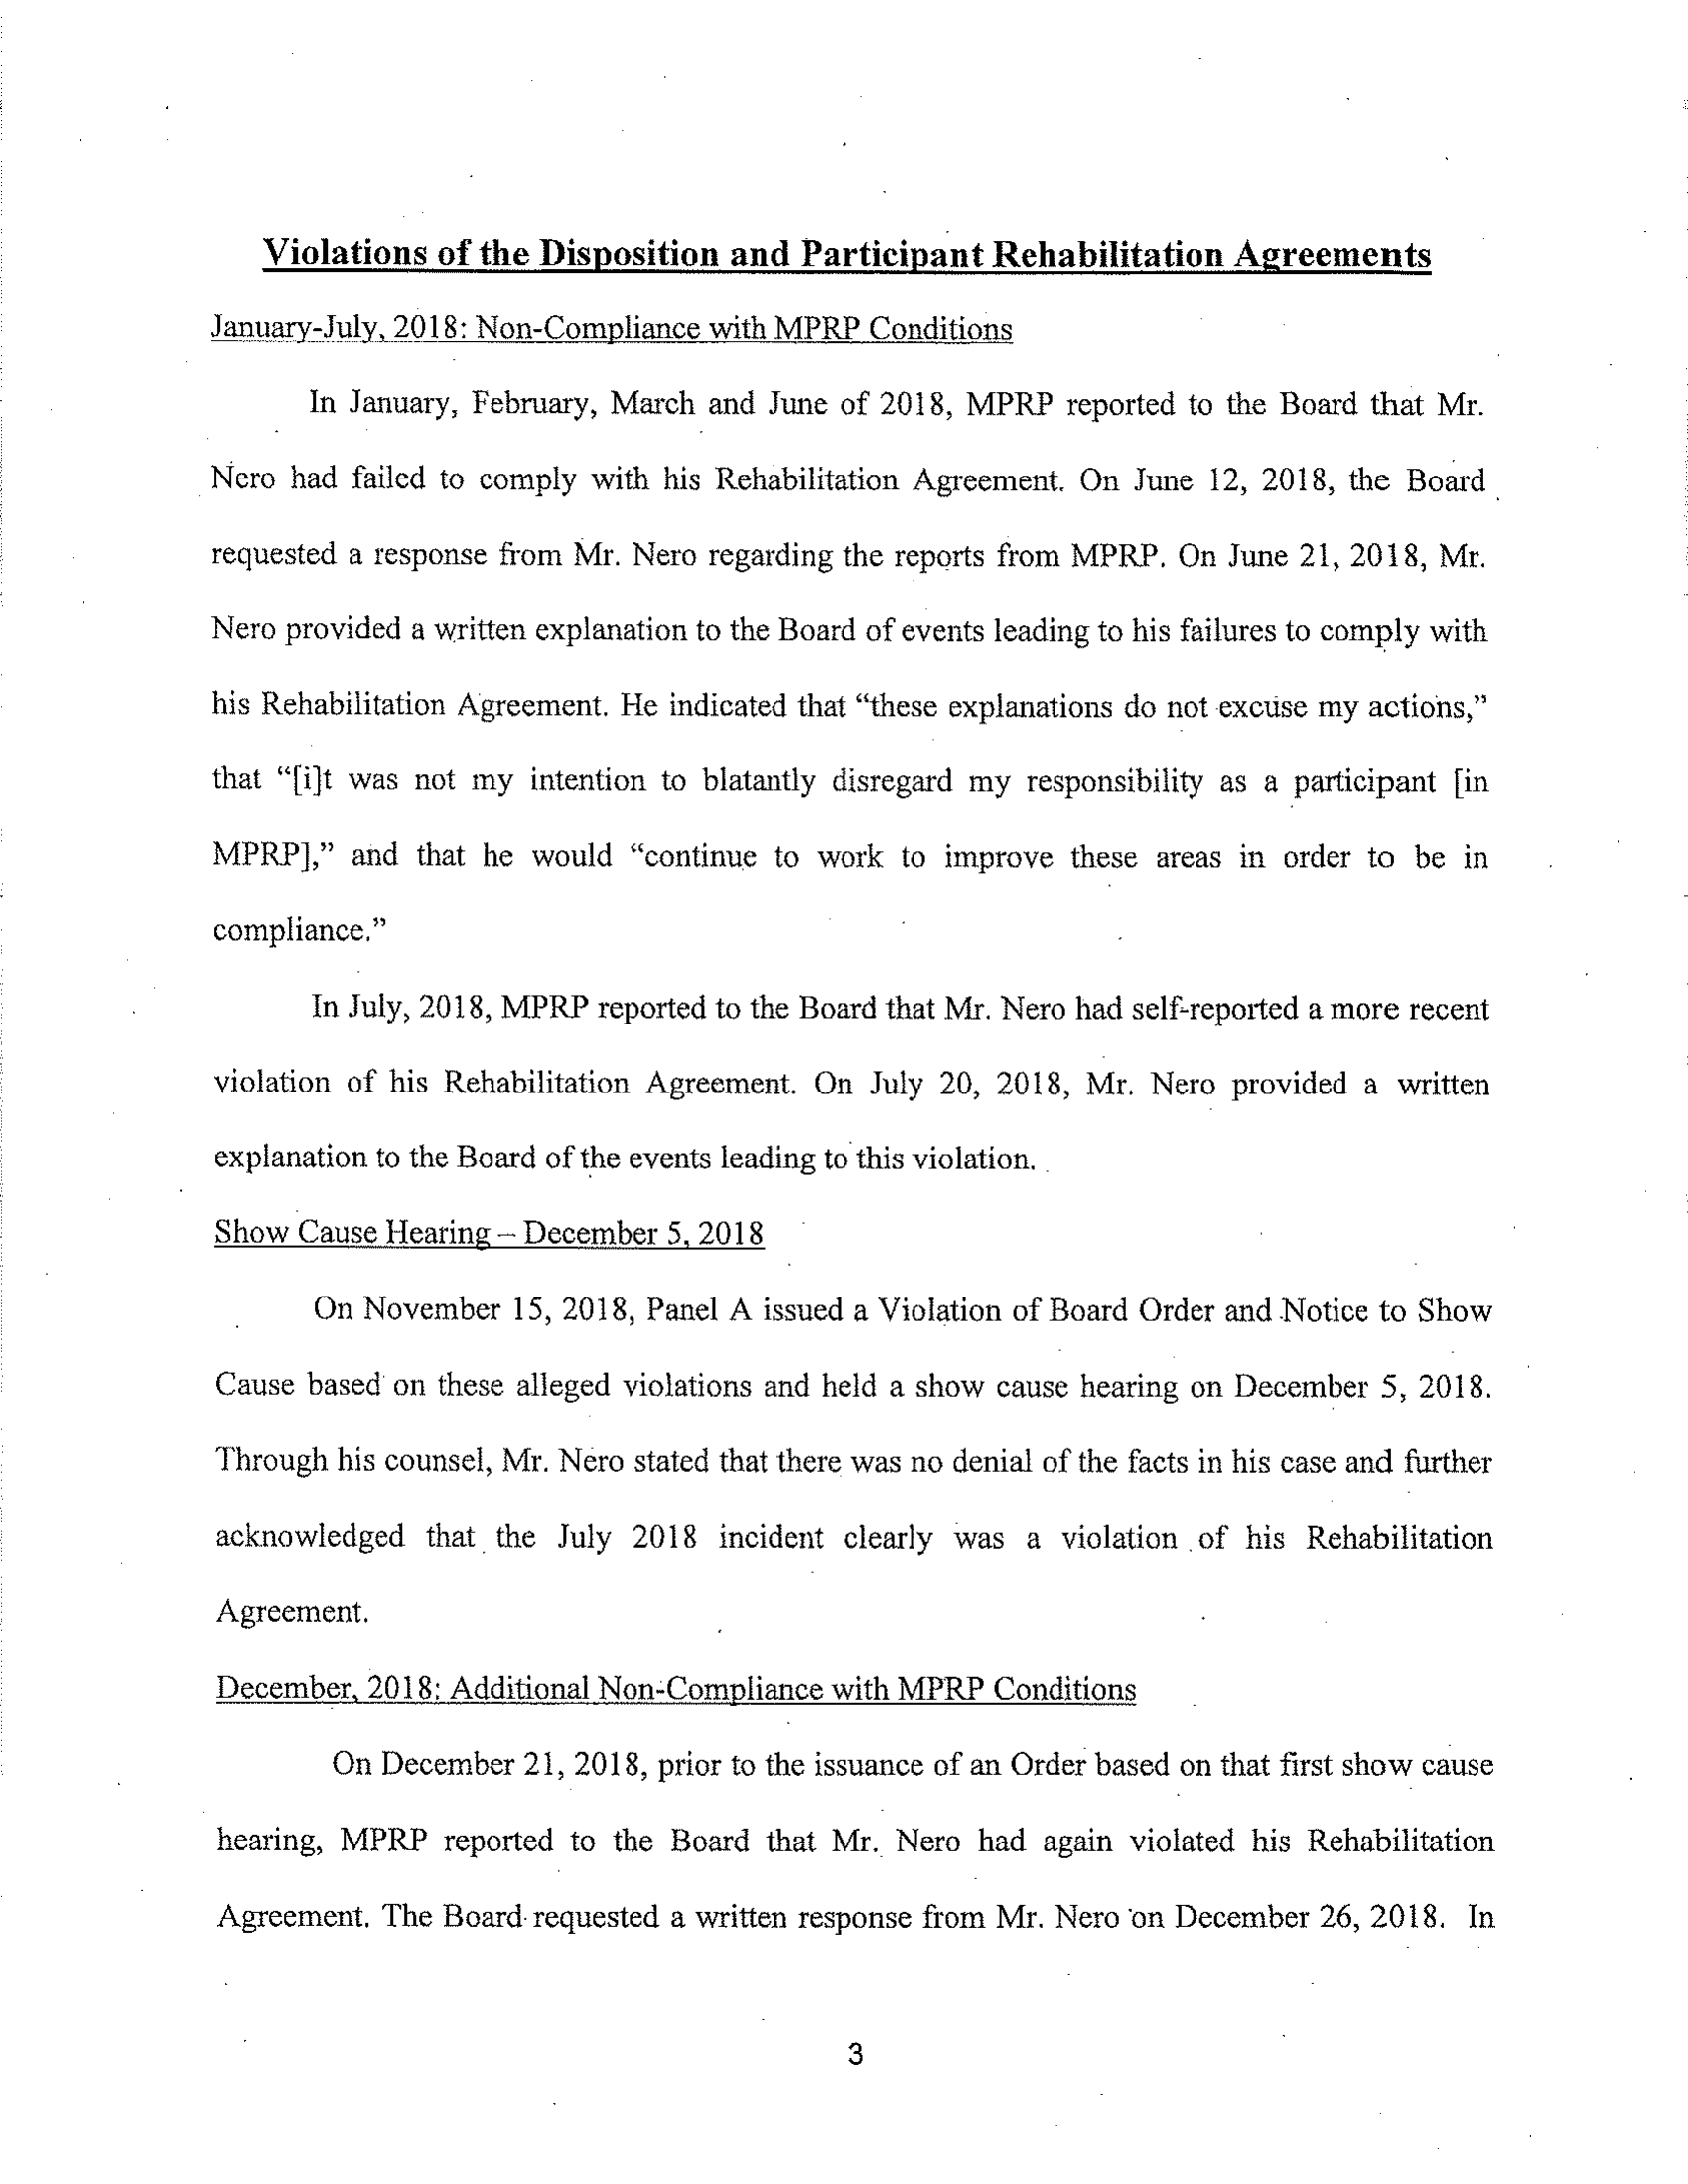 Violations of the Disposition and Participant Rehabilitation Agreements
January-July, 2018: Non-Compliance with MPRP Conditions
In January, February, March and June of 2018, MPRP reported to the Board that Mr.
Nero had failed to comply with his Rehabilitation Agreement. On June 12, 2018, the Board
requested a response from Mr. Nero regarding the reports from MPRP. On June 21, 2018, Mr.
Nero provided a written explanation to the Board of events leading to his failures to comply with
his Rehabilitation Agreement. He indicated that “these explanations do not excuse my actions,”
that “[i]t was not my intention to blatantly disregard my responsibility as a participant [in
MPRP],” and that he would “continue to work to improve these areas in order to be in
compliance.”
In July, 2018, MPRP reported to the Board that Mr. Nero had self-reported a more recent
violation of his Rehabilitation Agreement. On July 20, 2018, Mr. Nero provided a written
explanation to the Board of the events leading to this violation.
Show Cause Hearing – December 5, 2018
On November 15, 2018, Panel A issued a Violation of Board Order and Notice to Show
Cause based on these alleged violations and held a show cause hearing on December 5, 2018.
Through his counsel, Mr. Nero stated that there was no denial of the facts in his case and further
acknowledged that the July 2018 incident clearly was a violation of his Rehabilitation
Agreement.
December, 2018: Additional Non-Compliance with MPRP Conditions
On December 21, 2018, prior to the issuance of an Order based on that first show cause
hearing, MPRP reported to the Board that Mr. Nero had again violated his Rehabilitation
Agreement. The Board requested a written response from Mr. Nero on December 26, 2018. In
3